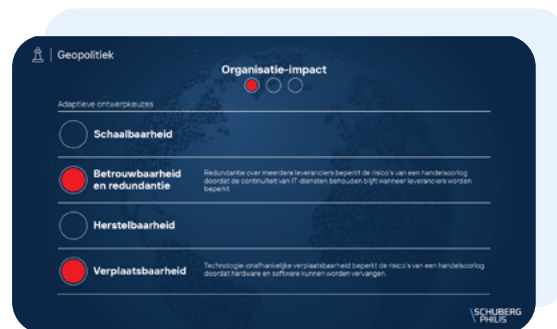 Geopolitiek
Organisatie-impact
Adaptieve ontwerpkeuzes
Schaalbaarheid
Betrouwbaarheid
en redundantie
Redundantie over meerdere leveranciers beperkt de risico's van een handelsoorlog
doordat de continuïteit van IT-diensten behouden blijft wanneer leveranciers worden
beperkt.
Herstelbaarheid
Verplaatsbaarheid
Technologie-onafhankelijke verplaatsbaarheid beperkt de risico's van een handelsoorlog
doordat hardware en software kunnen worden vervangen.
SCHUBERG
PHILIS